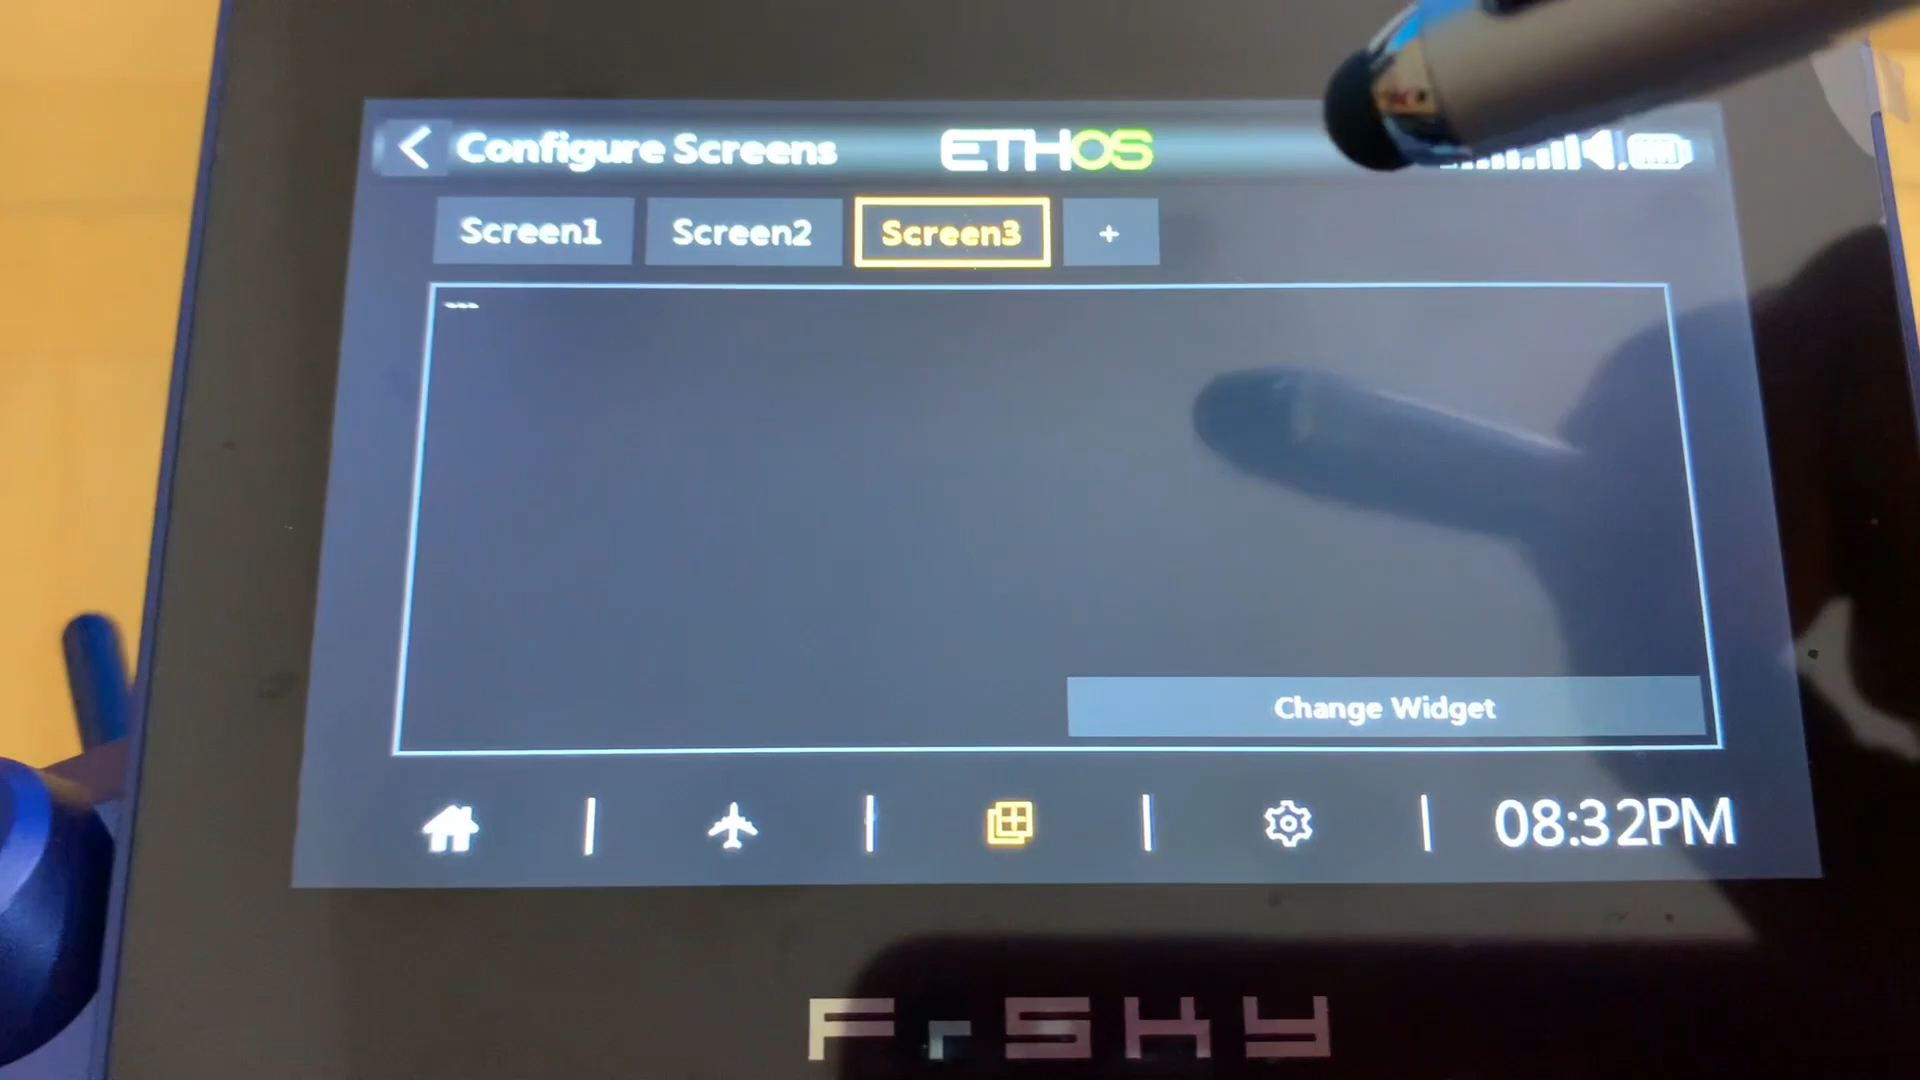 Configure Screens ETHOS
Screen1 Screen2 Screen3 +
---
Change Widget
08:32PM
FrSKY